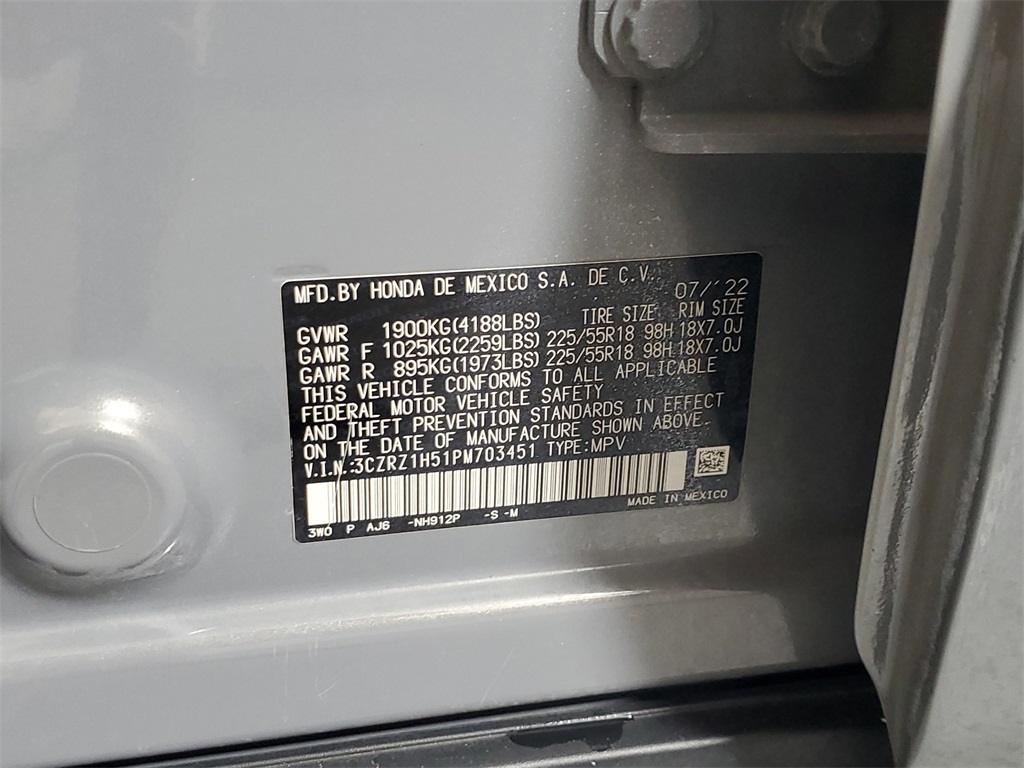 MFD.BY HONDA DE MEXICO S.A. DE C.V. 07/'22
TIRE SIZE RIM SIZE
GVWR 1900KG(4188LBS)
GAWR F 1025KG(2259LBS) 225/55R18 98H 18X7.0J
GAWR R 895KG(1973LBS) 225/55R18 98H 18X7.0J
THIS VEHICLE CONFORMS TO ALL APPLICABLE
FEDERAL MOTOR VEHICLE SAFETY
AND THEFT PREVENTION STANDARDS IN EFFECT
ON THE DATE OF MANUFACTURE SHOWN ABOVE.
V.I.N.:3CZRZ1H51PM703451 TYPE:MPV
3W0 P AJ6 -NH912P -S -M MADE IN MEXICO